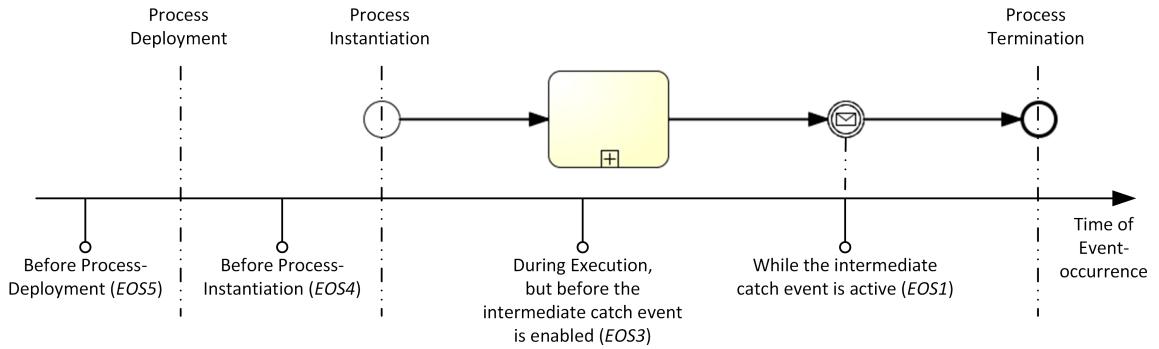 Process
Deployment
Process
Instantiation
Process
Termination
Time of
Event-
occurrence
Before Process-
Deployment (EOS5)
Before Process-
Instantiation (EOS4)
During Execution,
but before the
intermediate catch event
is enabled (EOS3)
While the intermediate
catch event is active (EOS1)